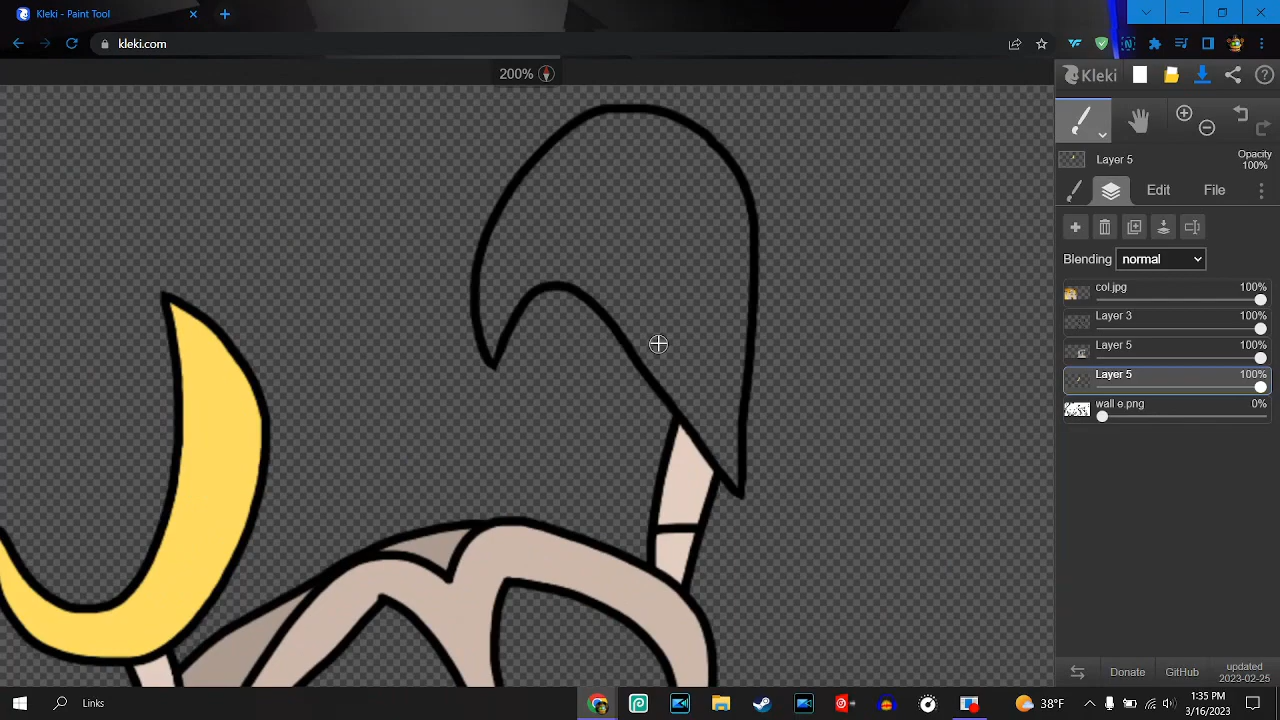 Kleki - Paint Tool
kleki.com
200%
Kleki
Layer 5
Opacity
100%
Edit
File
Blending
normal
col.jpg 100%
Layer 3 100%
Layer 5 100%
Layer 5 100%
wall e.png 0%
Donate
GitHub
updated
2023-02-25
Links
38°F
1:35 PM
3/16/2023